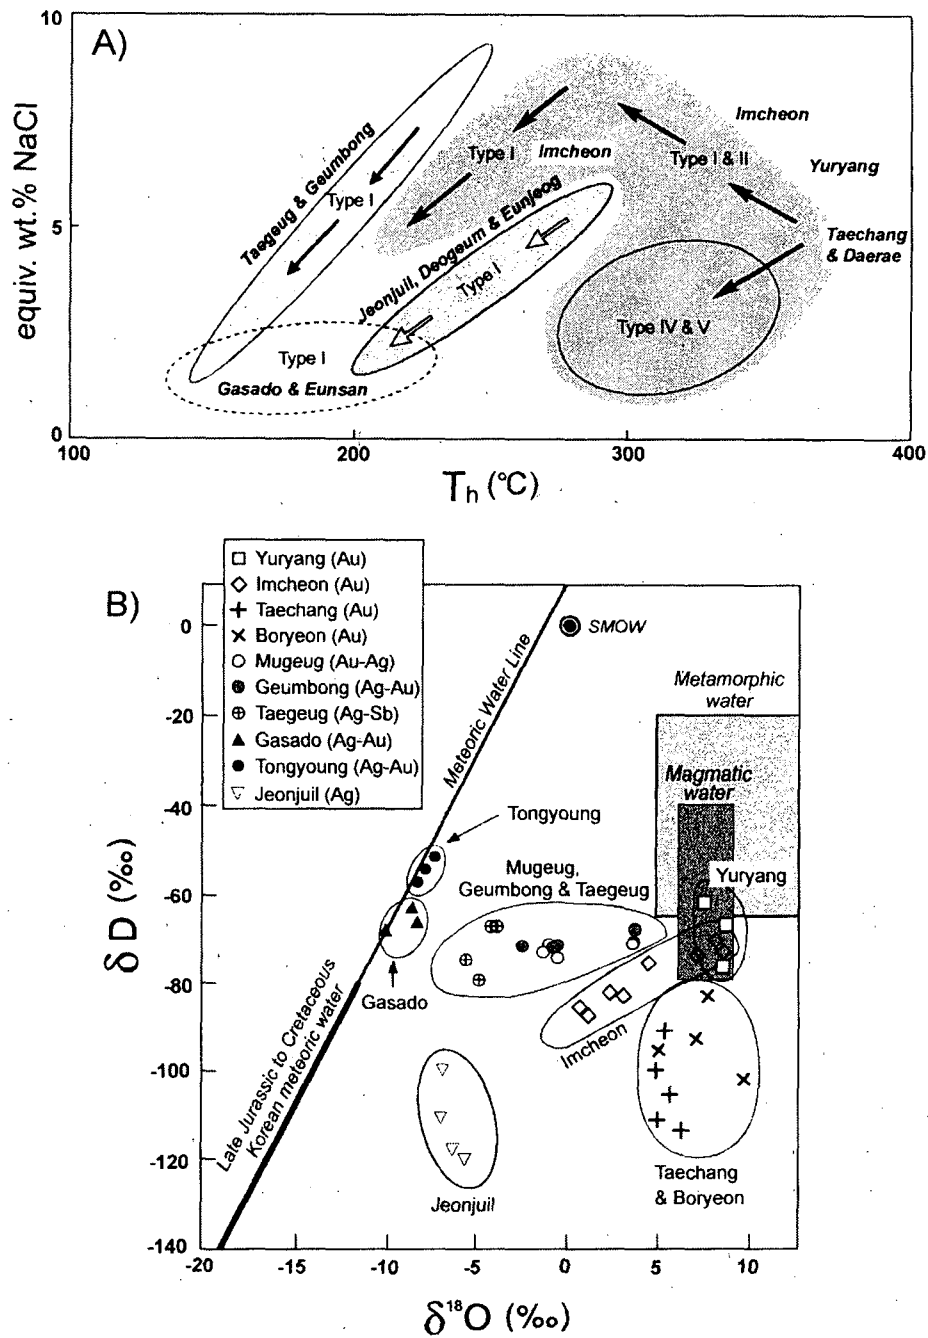 A)
10
5
0
equiv. wt.% NaCl
Taegeug & Geumbong
Type I
Type I
Imcheon
Type I & II
Imcheon
Yuryang
Taechang
& Daerae
Jeonjuil, Deogeum & Eunjeog
Type I
Type IV & V
Type I
Gasado & Eunsan
100
200
300
400
Th (°C)
B)
Yuryang (Au)
Imcheon (Au)
Taechang (Au)
Boryeon (Au)
Mugeug (Au-Ag)
Geumbong (Ag-Au)
Taegeug (Ag-Sb)
Gasado (Ag-Au)
Tongyoung (Ag-Au)
Jeonjuil (Ag)
0
-20
-40
-60
-80
-100
-120
-140
δ D (‰)
SMOW
Meteoric Water Line
Metamorphic
water
Magmatic
water
Yuryang
Tongyoung
Mugeug,
Geumbong & Taegeug
Gasado
Imcheon
Late Jurassic to Cretaceous
Korean meteoric water
Jeonjuil
Taechang
& Boryeon
-20
-15
-10
-5
0
5
10
δ18O (‰)